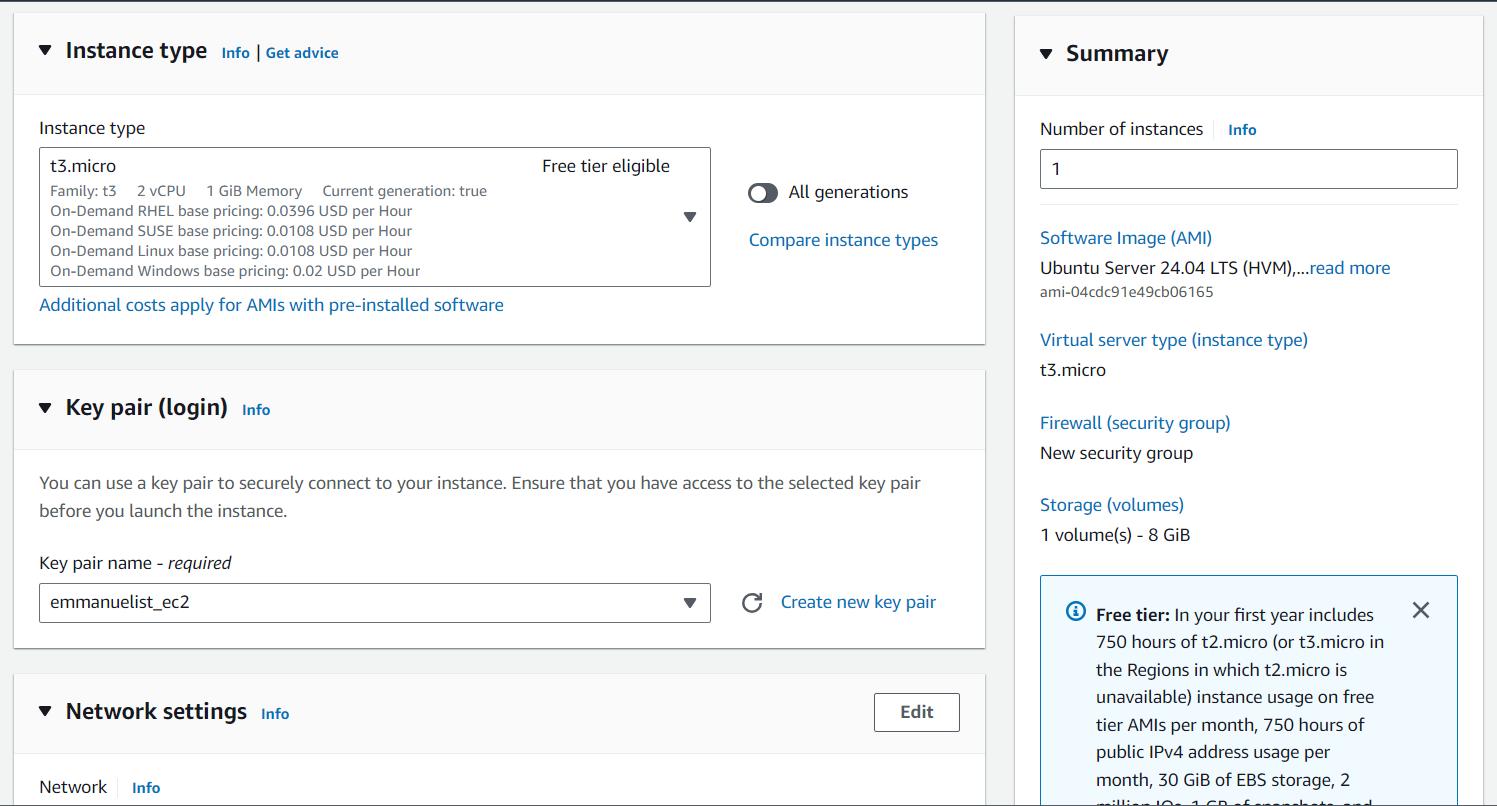 Instance type Info | Get advice
Instance type
t3.micro Free tier eligible
Family: t3 2 vCPU 1 GiB Memory Current generation: true
On-Demand RHEL base pricing: 0.0396 USD per Hour
On-Demand SUSE base pricing: 0.0108 USD per Hour
On-Demand Linux base pricing: 0.0108 USD per Hour
On-Demand Windows base pricing: 0.02 USD per Hour
All generations
Compare instance types
Additional costs apply for AMIs with pre-installed software
Key pair (login) Info
You can use a key pair to securely connect to your instance. Ensure that you have access to the selected key pair
before you launch the instance.
Key pair name - required
emmanuelist_ec2
Create new key pair
Network settings Info
Edit
Network Info
Summary
Number of instances Info
1
Software Image (AMI)
Ubuntu Server 24.04 LTS (HVM),...read more
ami-04cdc91e49cb06165
Virtual server type (instance type)
t3.micro
Firewall (security group)
New security group
Storage (volumes)
1 volume(s) - 8 GiB
Free tier: In your first year includes
750 hours of t2.micro (or t3.micro in
the Regions in which t2.micro is
unavailable) instance usage on free
tier AMIs per month, 750 hours of
public IPv4 address usage per
month, 30 GiB of EBS storage, 2
million IOs, 1 GB of snapshots, and